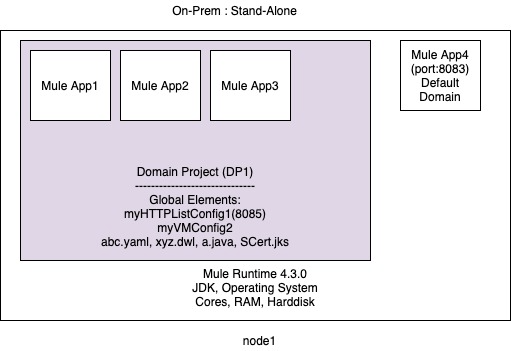 On-Prem : Stand-Alone
Mule App1
Mule App2
Mule App3
Mule App4
(port:8083)
Default
Domain
Domain Project (DP1)
------------------------------
Global Elements:
myHTTPListConfig1(8085)
myVMConfig2
abc.yaml, xyz.dwl, a.java, SCert.jks
Mule Runtime 4.3.0
JDK, Operating System
Cores, RAM, Harddisk
node1